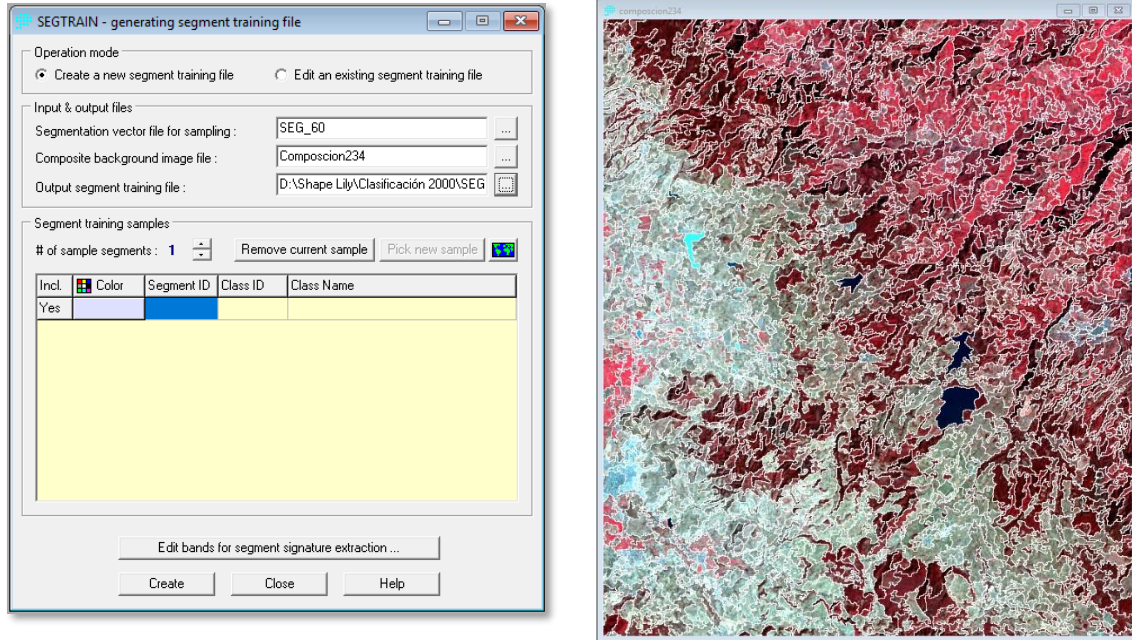 SEGTRAIN - generating segment training file
Operation mode
Create a new segment training file
Edit an existing segment training file
Input & output files
Segmentation vector file for sampling :
SEG_60
...
Composite background image file :
Composcion234
...
Output segment training file :
D:\Shape Lily\Clasificación 2000\SEG
...
Segment training samples
# of sample segments : 1
Remove current sample
Pick new sample
Incl.
Color
Segment ID
Class ID
Class Name
Yes
Edit bands for segment signature extraction ...
Create
Close
Help
composcion234